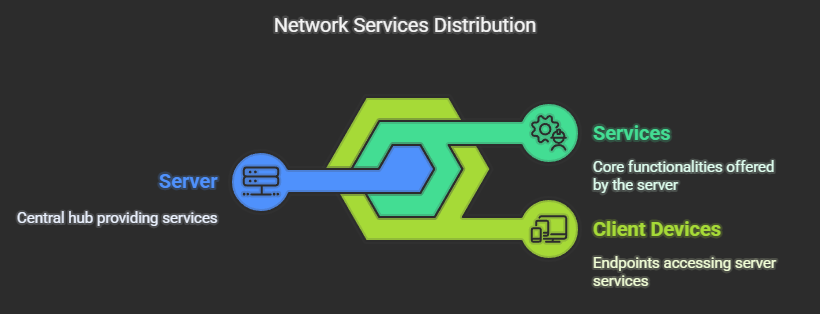 Network Services Distribution
Services
Core functionalities offered
by the server
Server
Central hub providing services
Client Devices
Endpoints accessing server
services